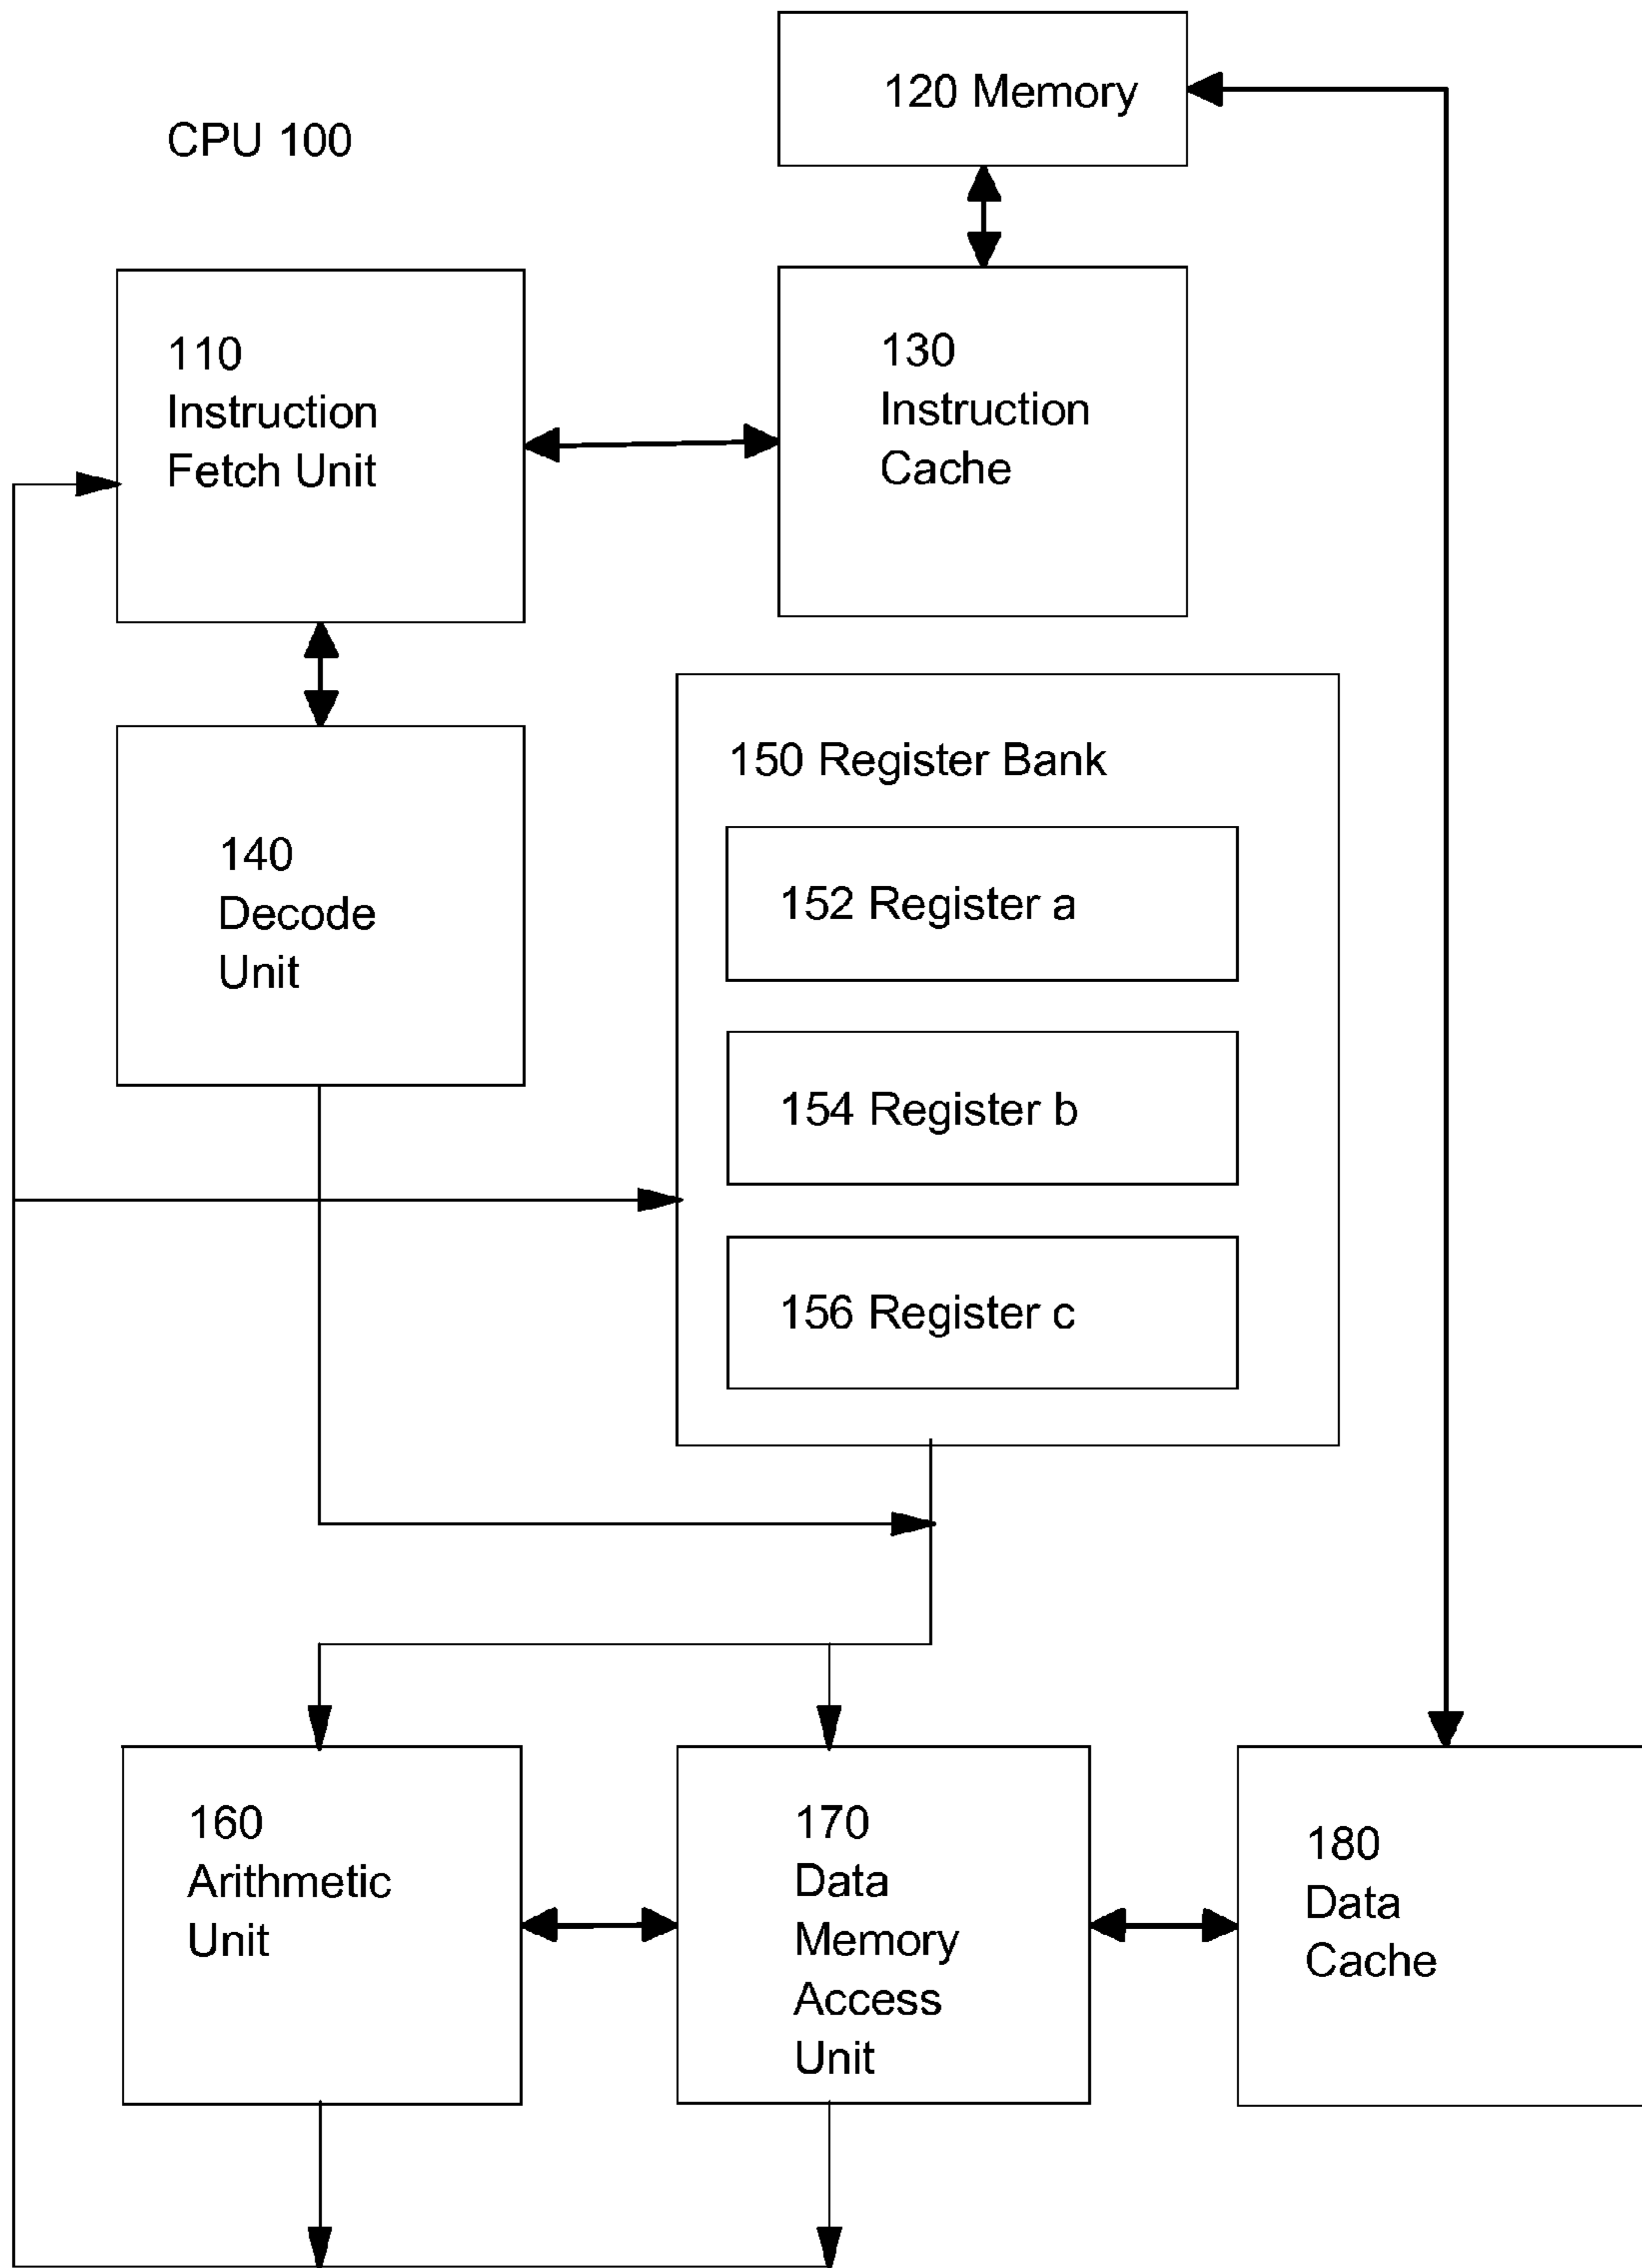 120 Memory
CPU 100
110
Instruction
Fetch Unit
130
Instruction
Cache
150 Register Bank
140
Decode
Unit
152 Register a
154 Register b
156 Register c
160
Arithmetic
Unit
170
Data
Memory
Access
Unit
180
Data
Cache